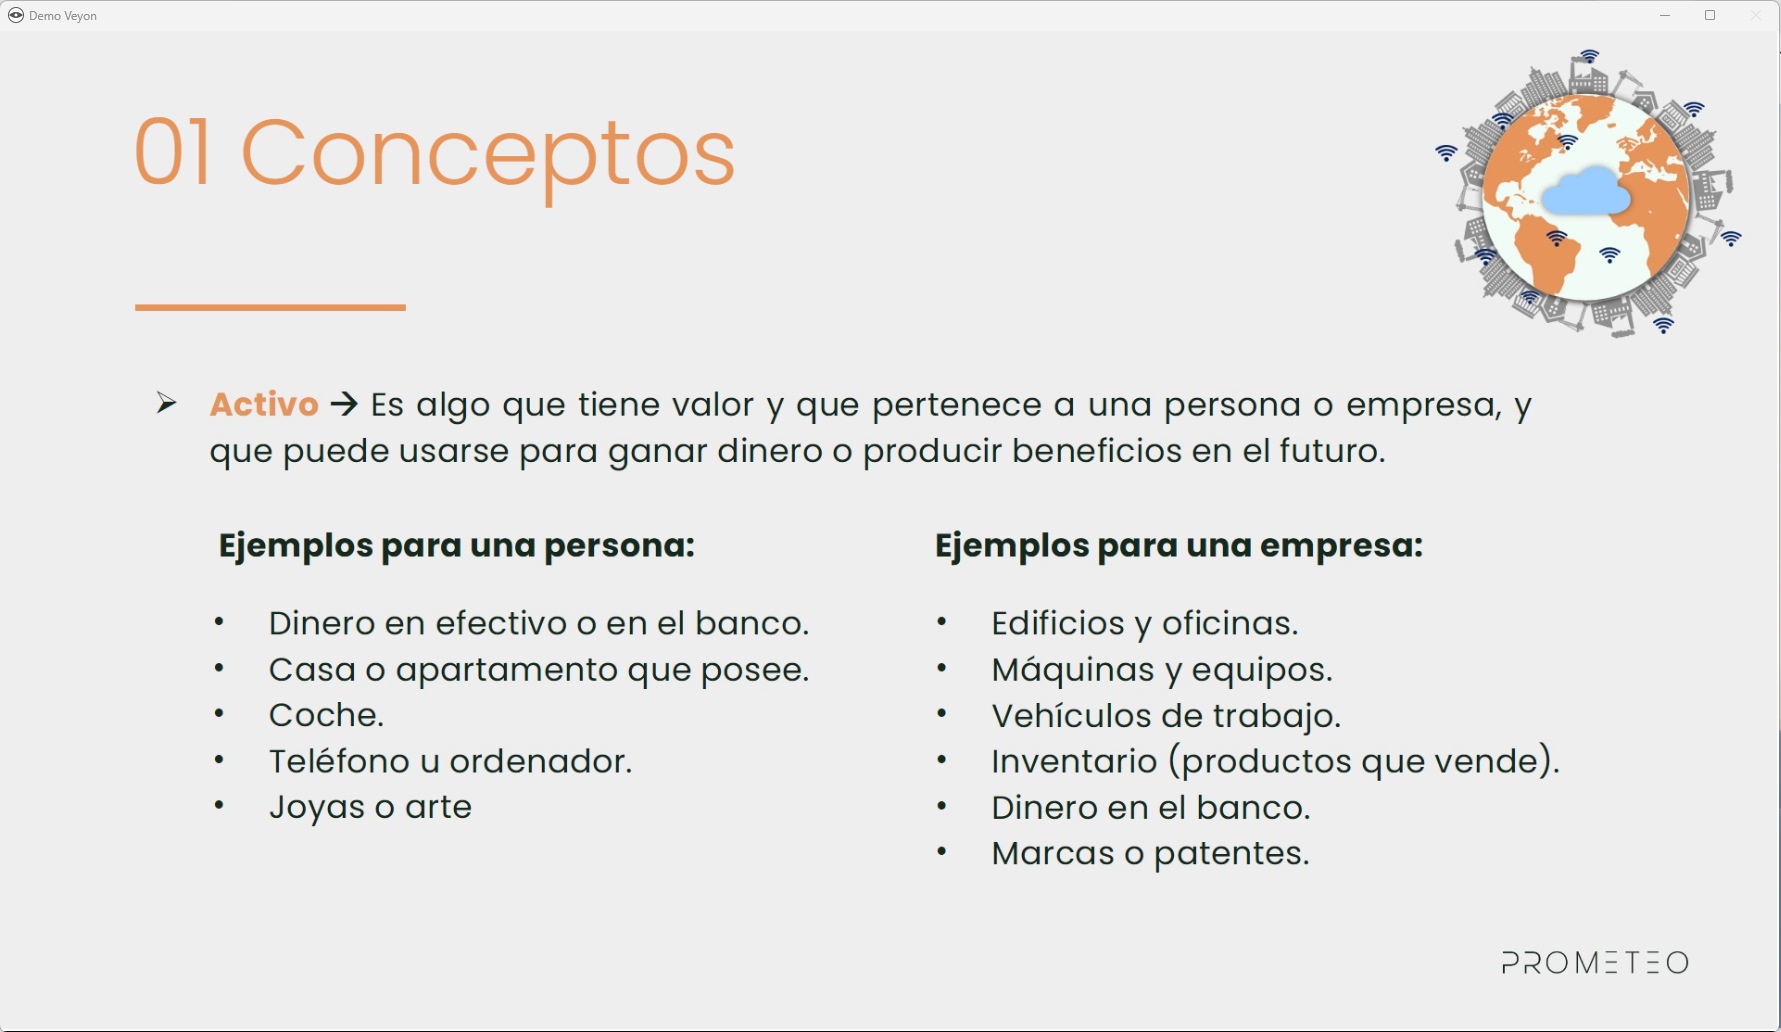 Demo Veyon
01 Conceptos
➢ Activo → Es algo que tiene valor y que pertenece a una persona o empresa, y
que puede usarse para ganar dinero o producir beneficios en el futuro.
Ejemplos para una persona:
• Dinero en efectivo o en el banco.
• Casa o apartamento que posee.
• Coche.
• Teléfono u ordenador.
• Joyas o arte
Ejemplos para una empresa:
• Edificios y oficinas.
• Máquinas y equipos.
• Vehículos de trabajo.
• Inventario (productos que vende).
• Dinero en el banco.
• Marcas o patentes.
PROMETEO